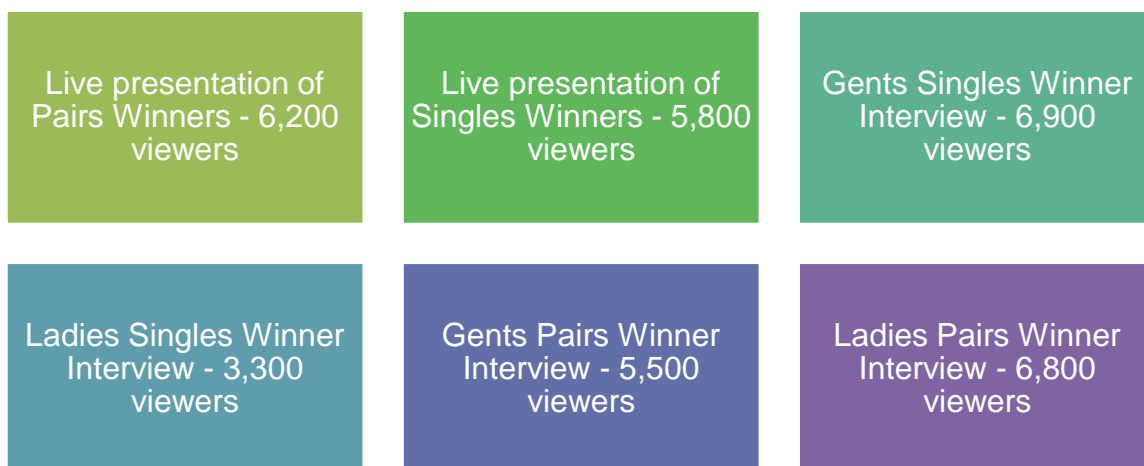 Live presentation of
Pairs Winners - 6,200
viewers
Live presentation of
Singles Winners - 5,800
viewers
Gents Singles Winner
Interview - 6,900
viewers
Ladies Singles Winner
Interview - 3,300
viewers
Gents Pairs Winner
Interview - 5,500
viewers
Ladies Pairs Winner
Interview - 6,800
viewers